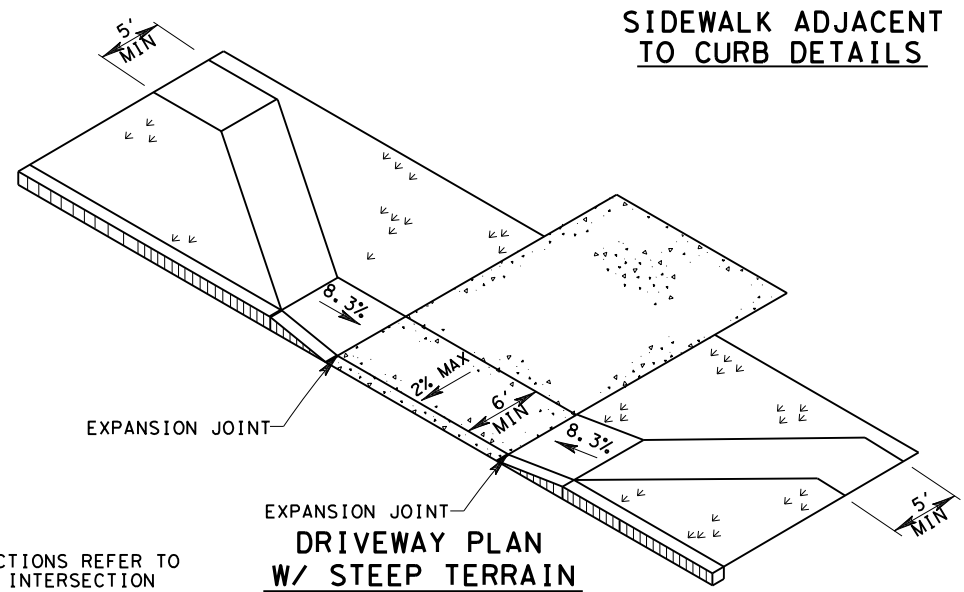 SIDEWALK ADJACENT
TO CURB DETAILS
5'
MIN
8.3%
2% MAX
6'
MIN
8.3%
EXPANSION JOINT
EXPANSION JOINT
5'
MIN
DRIVEWAY PLAN
W/ STEEP TERRAIN
CTIONS REFER TO
INTERSECTION